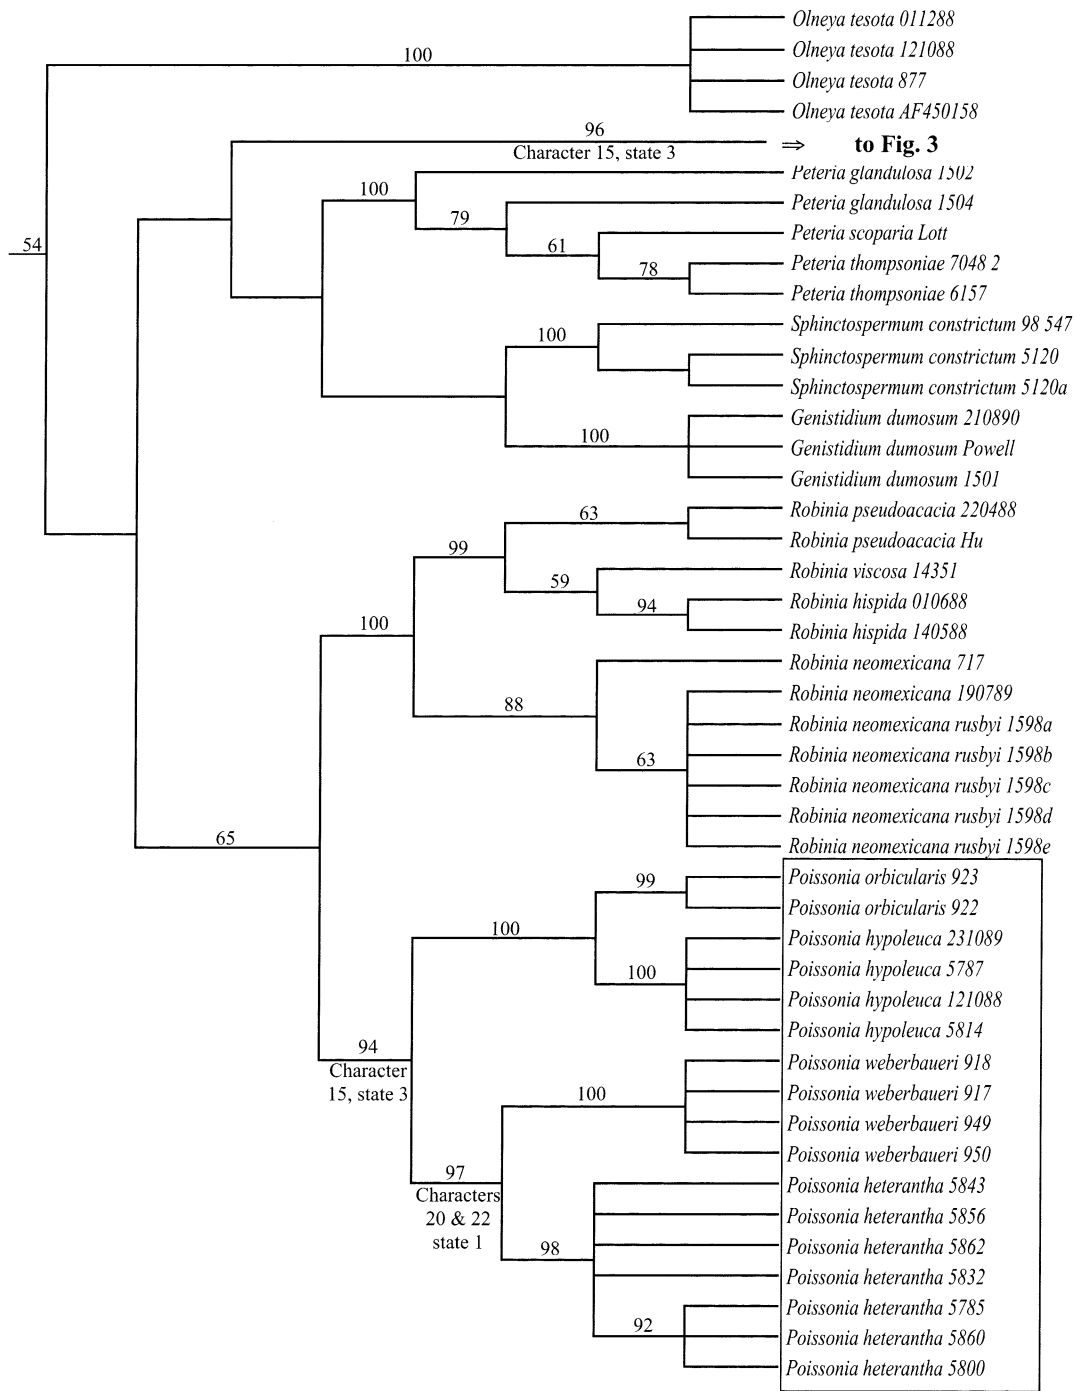 Olneya tesota 011288
100
Olneya tesota 121088
Olneya tesota 877
Olneya tesota AF450158
96
Character 15, state 3
⇒ to Fig. 3
Peteria glandulosa 1502
100
Peteria glandulosa 1504
79
Peteria scoparia Lott
54
61
Peteria thompsoniae 7048 2
78
Peteria thompsoniae 6157
Sphinctospermum constrictum 98 547
100
Sphinctospermum constrictum 5120
Sphinctospermum constrictum 5120a
Genistidium dumosum 210890
100
Genistidium dumosum Powell
Genistidium dumosum 1501
Robinia pseudoacacia 220488
63
Robinia pseudoacacia Hu
99
Robinia viscosa 14351
59
Robinia hispida 010688
94
Robinia hispida 140588
100
Robinia neomexicana 717
Robinia neomexicana 190789
88
Robinia neomexicana rusbyi 1598a
Robinia neomexicana rusbyi 1598b
63
Robinia neomexicana rusbyi 1598c
Robinia neomexicana rusbyi 1598d
65
Robinia neomexicana rusbyi 1598e
Poissonia orbicularis 923
99
Poissonia orbicularis 922
100
Poissonia hypoleuca 231089
Poissonia hypoleuca 5787
100
Poissonia hypoleuca 121088
Poissonia hypoleuca 5814
94
Character
15, state 3
Poissonia weberbaueri 918
Poissonia weberbaueri 917
100
Poissonia weberbaueri 949
Poissonia weberbaueri 950
97
Characters
20 & 22
state 1
Poissonia heterantha 5843
Poissonia heterantha 5856
Poissonia heterantha 5862
98
Poissonia heterantha 5832
Poissonia heterantha 5785
92
Poissonia heterantha 5860
Poissonia heterantha 5800